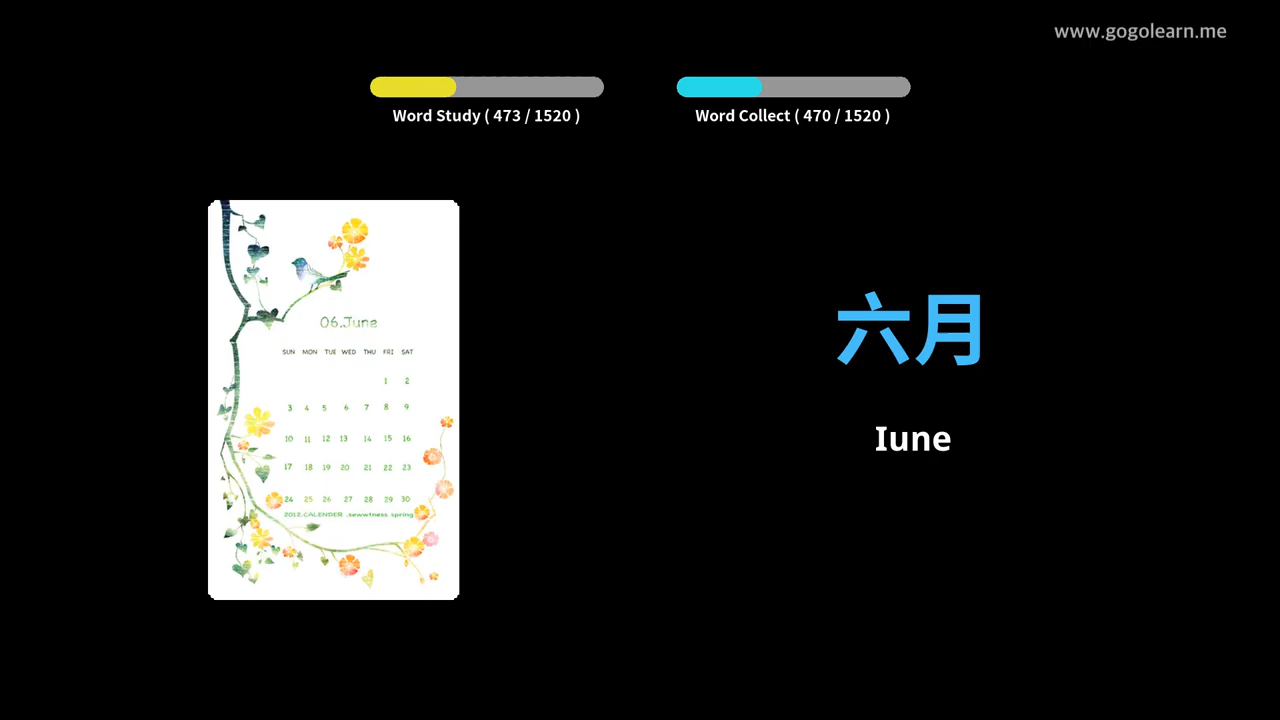 www.gogolearn.me
Word Study ( 473 / 1520 )
Word Collect ( 470 / 1520 )
06.June
SUN MON TUE WED THU FRI SAT
1 2
3 4 5 6 7 8 9
10 11 12 13 14 15 16
17 18 19 20 21 22 23
24 25 26 27 28 29 30
2012.CALENDER .sewwtness spring
六月
Iune